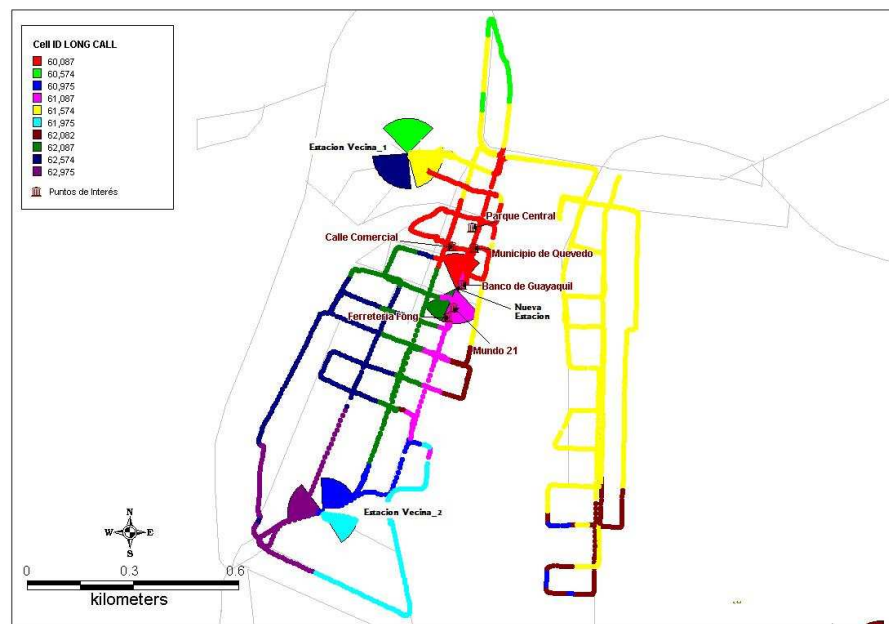 Cell ID LONG CALL
60,087
60,574
60,975
61,087
61,574
61,975
62,082
62,087
62,574
62,975
Puntos de Interés
Estacion Vecina_1
Parque Central
Calle Comercial
Municipio de Quevedo
Banco de Guayaquil
Nueva
Estacion
Ferreteria Fong
Mundo 21
Estacion Vecina_2
N
W
E
S
0
0.3
0.6
kilometers